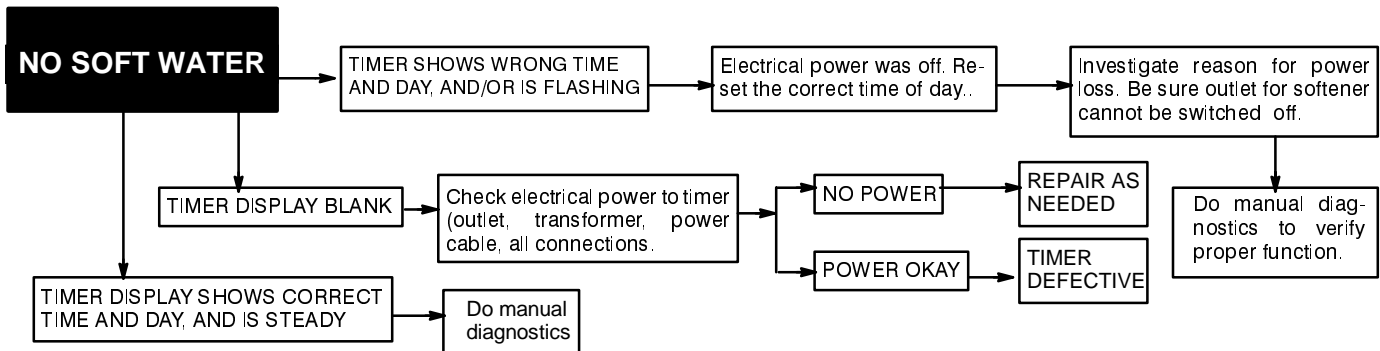 NO SOFT WATER
TIMER SHOWS WRONG TIME
AND DAY, AND/OR IS FLASHING
Electrical power was off. Re-
set the correct time of day..
Investigate reason for power
loss. Be sure outlet for softener
cannot be switched off.
Do manual diag-
nostics to verify
proper function.
TIMER DISPLAY BLANK
Check electrical power to timer
(outlet, transformer, power
cable, all connections.
NO POWER
REPAIR AS
NEEDED
POWER OKAY
TIMER
DEFECTIVE
TIMER DISPLAY SHOWS CORRECT
TIME AND DAY, AND IS STEADY
Do manual
diagnostics